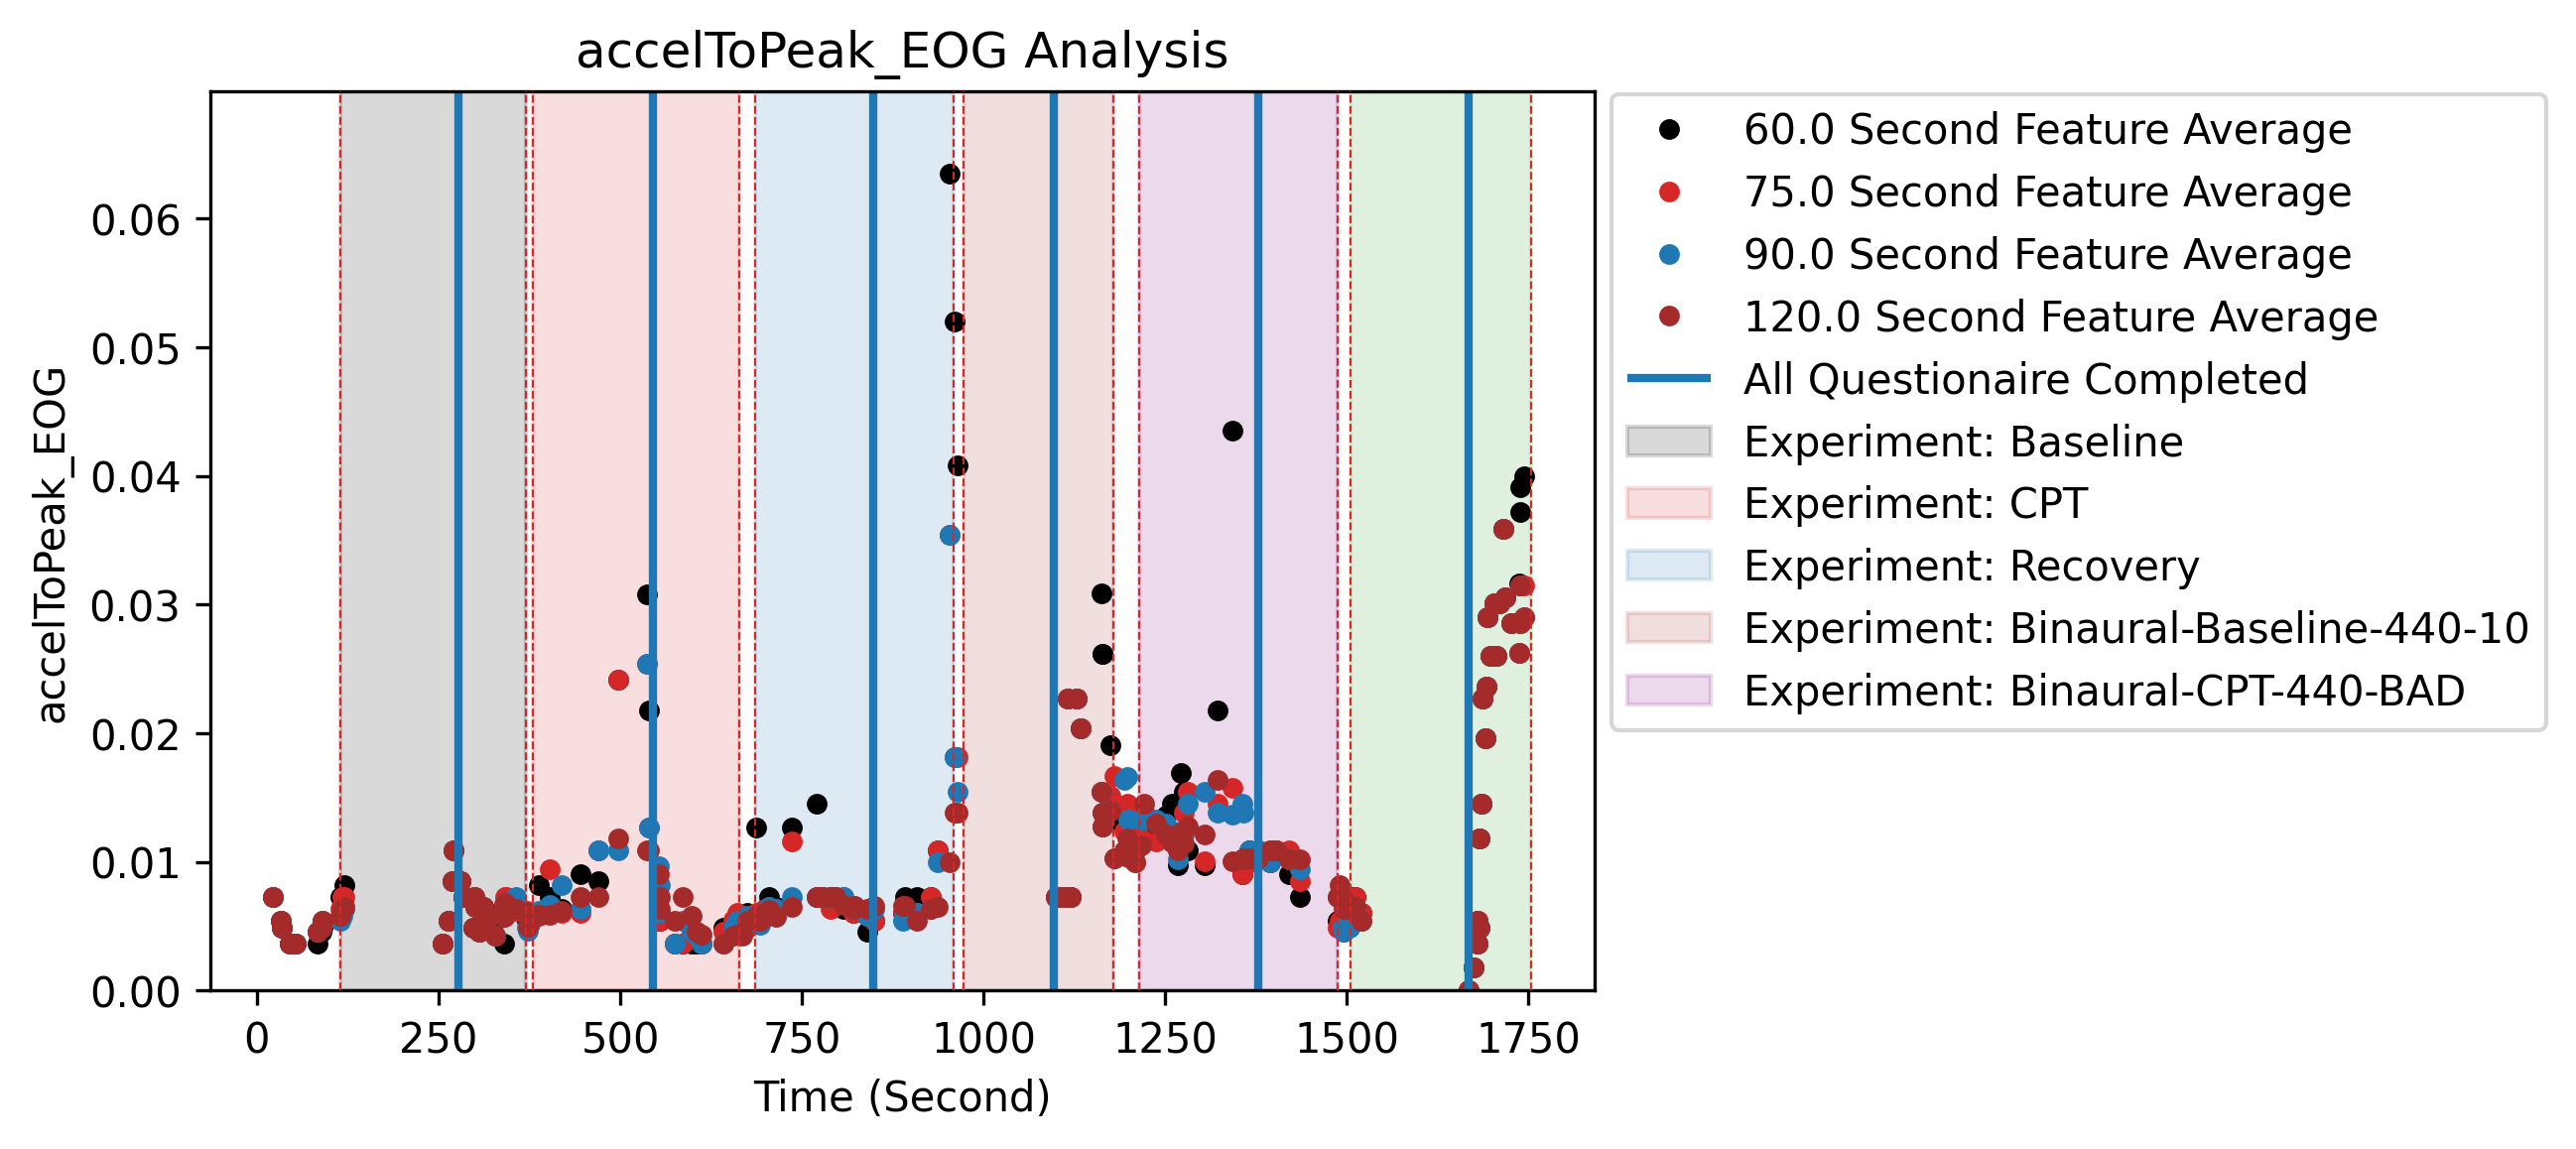 accelToPeak_EOG Analysis
accelToPeak_EOG
0.06
0.05
0.04
0.03
0.02
0.01
0.00
0 250 500 750 1000 1250 1500 1750
Time (Second)
60.0 Second Feature Average
75.0 Second Feature Average
90.0 Second Feature Average
120.0 Second Feature Average
All Questionaire Completed
Experiment: Baseline
Experiment: CPT
Experiment: Recovery
Experiment: Binaural-Baseline-440-10
Experiment: Binaural-CPT-440-BAD